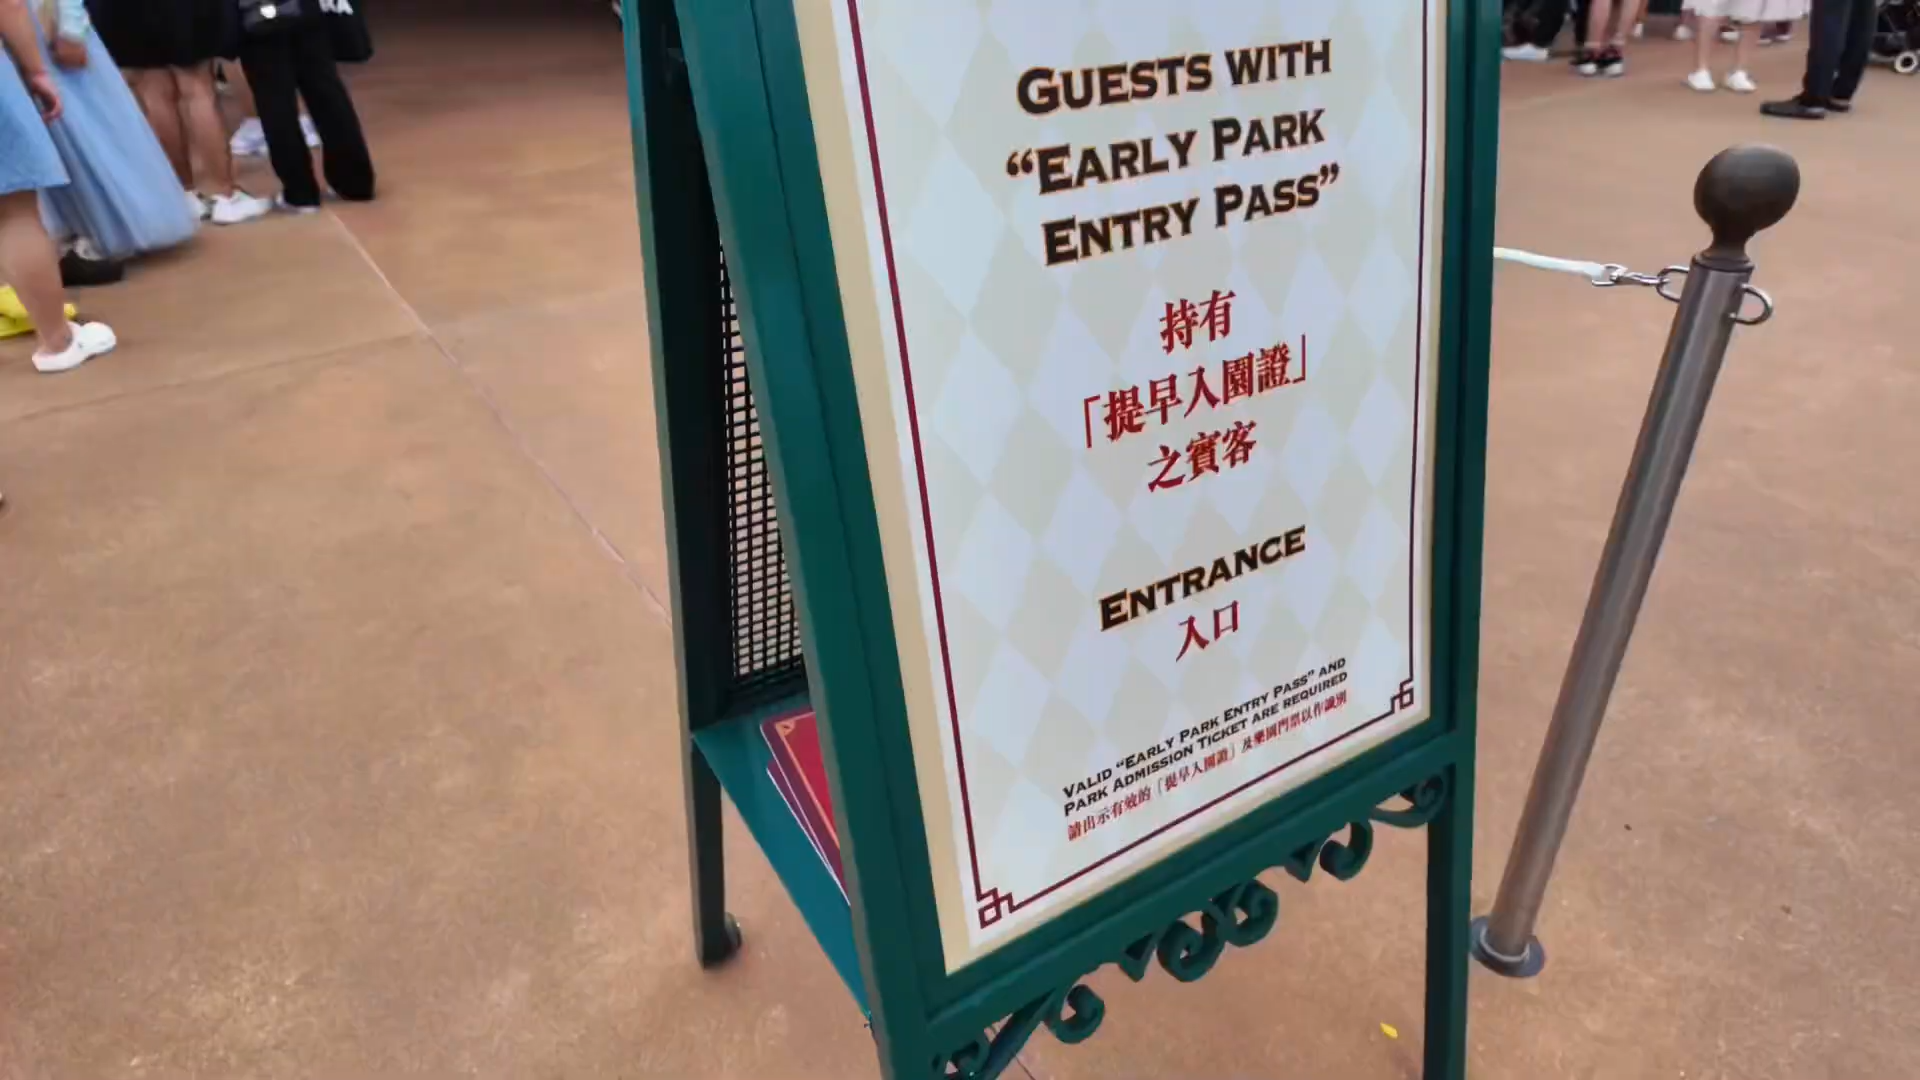 RA
GUESTS WITH
“EARLY PARK
ENTRY PASS”
持有
「提早入園證」
之賓客
ENTRANCE
入口
VALID “EARLY PARK ENTRY PASS” AND
PARK ADMISSION TICKET ARE REQUIRED
請出示有效的「提早入園證」及樂園門票以作識別